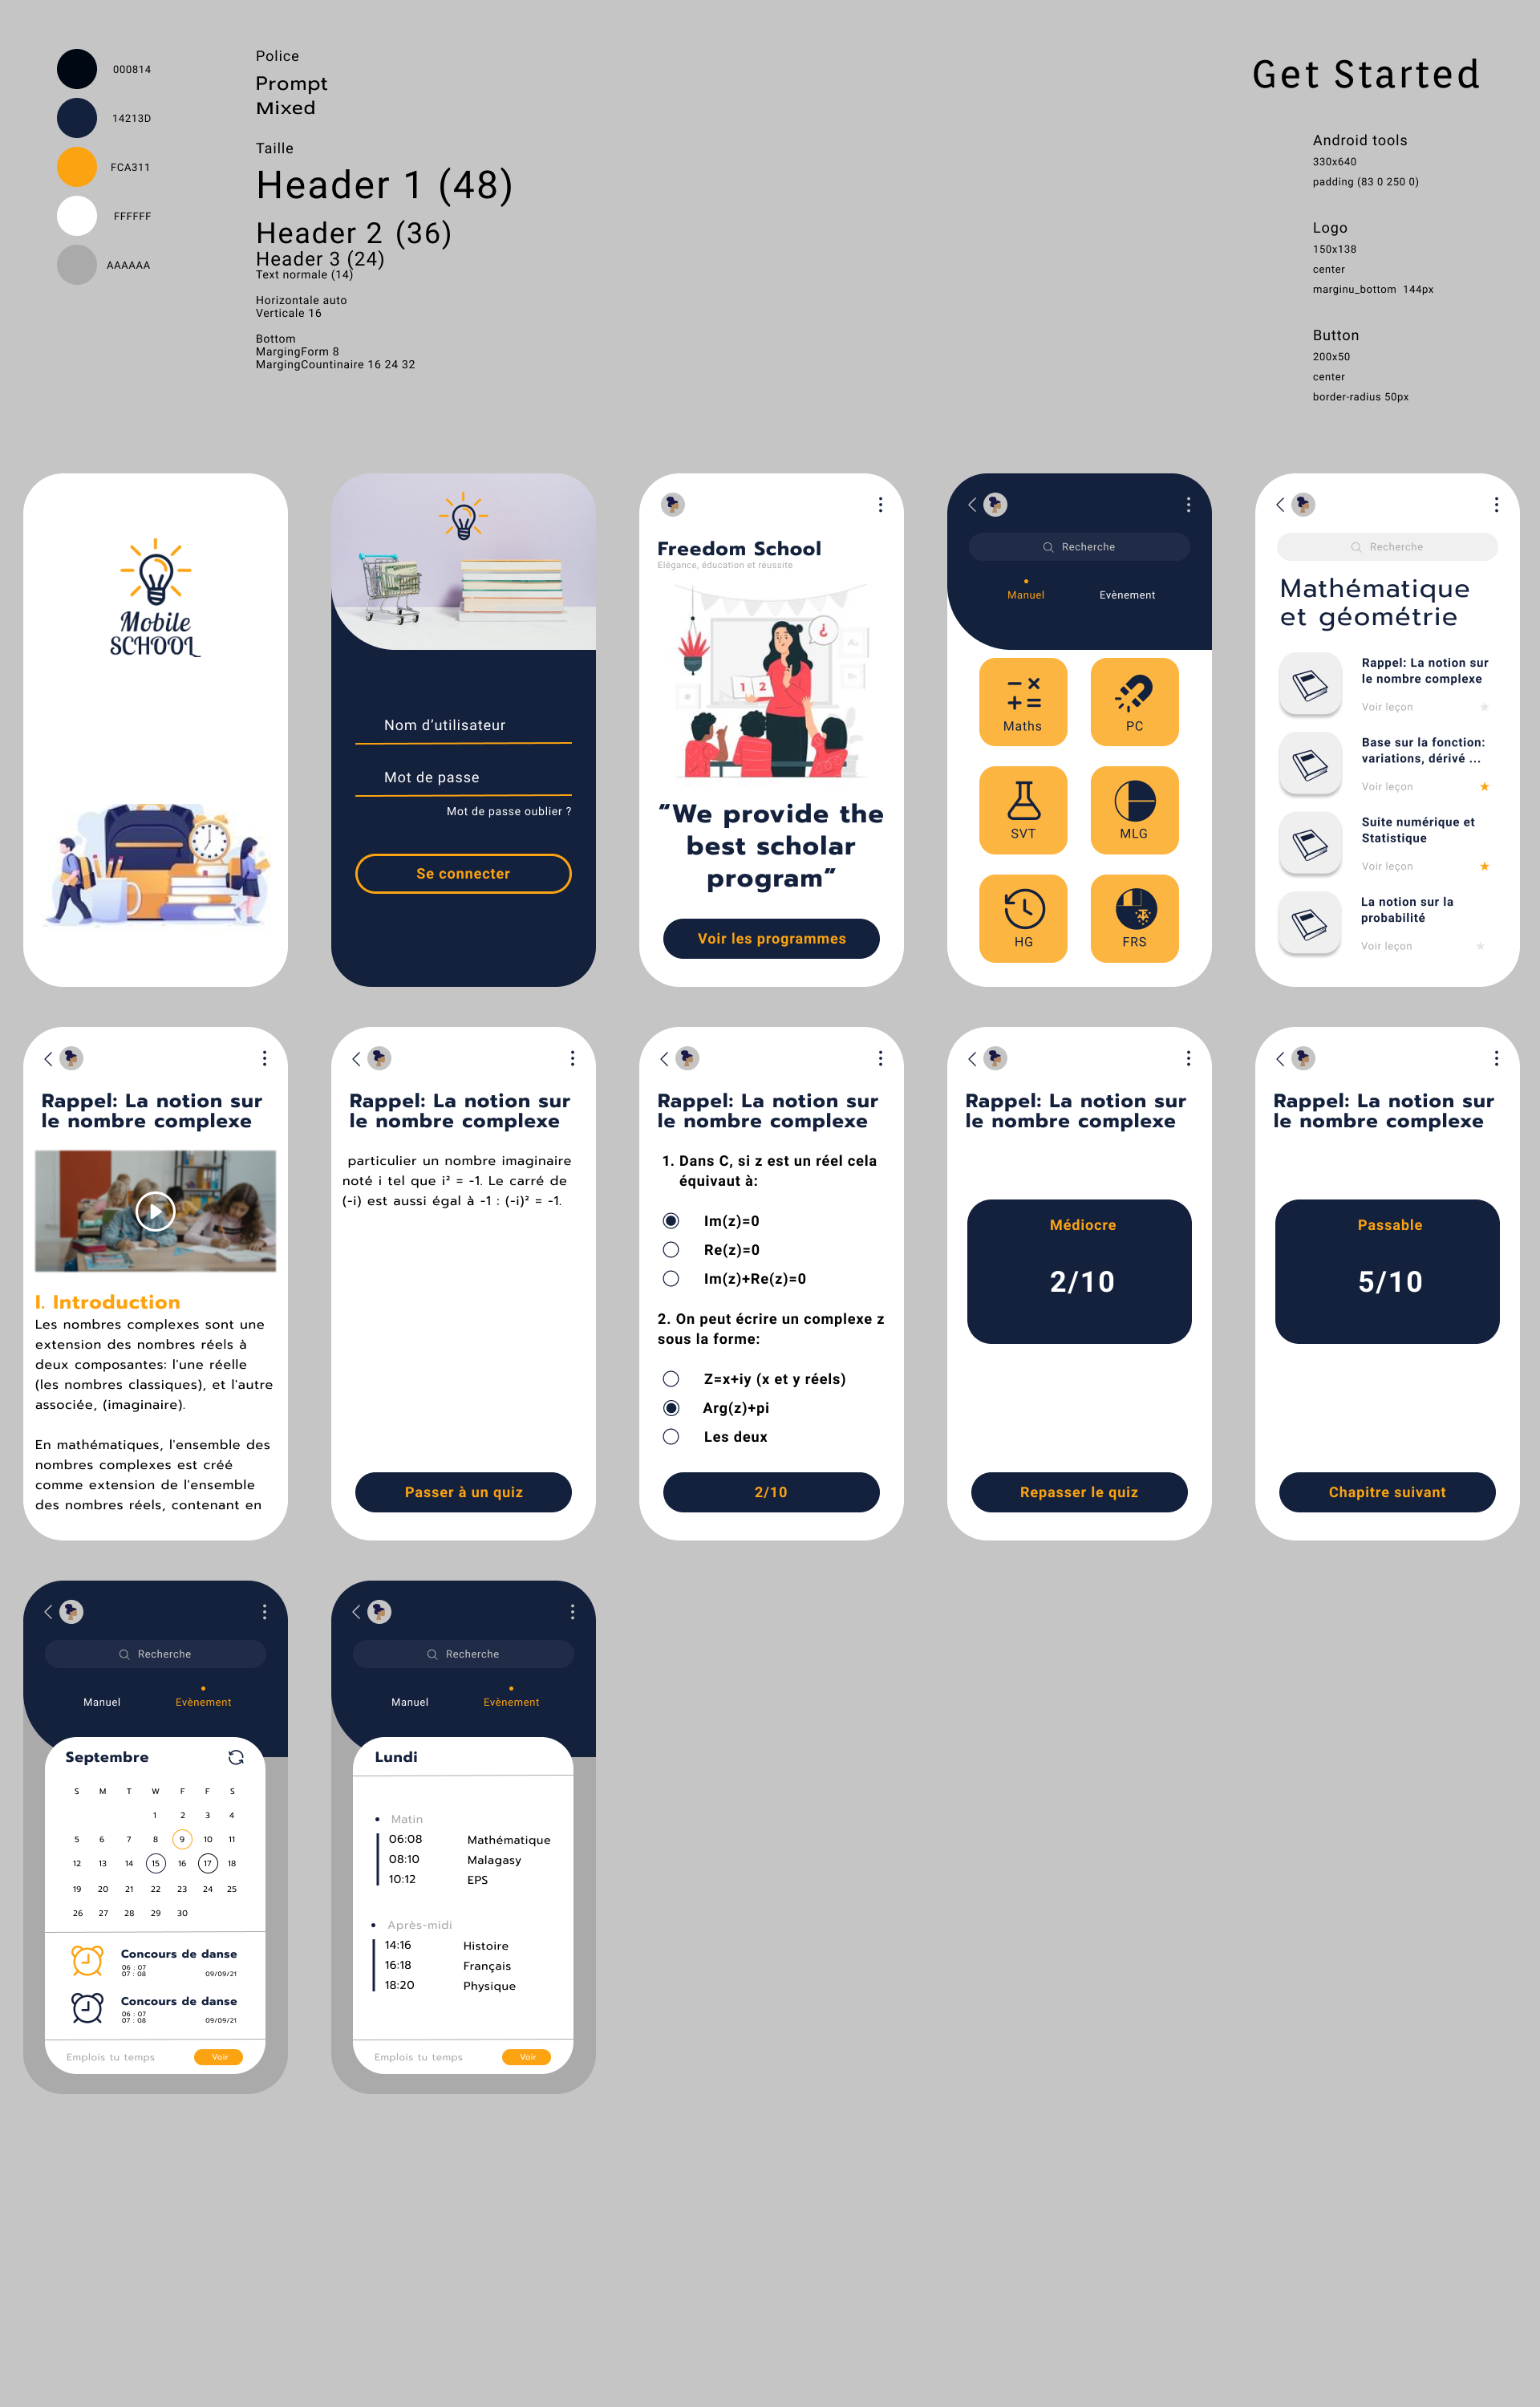 000814
14213D
FCA311
FFFFFF
AAAAAA
Police
Prompt
Mixed
Taille
Header 1 (48)
Header 2 (36)
Header 3 (24)
Text normale (14)
Horizontale auto
Verticale 16
Bottom
MargingForm 8
MargingCountinaire 16 24 32
Get Started
Android tools
330x640
padding (83 0 250 0)
Logo
150x138
center
marginu_bottom 144px
Button
200x50
center
border-radius 50px
Mobile
SCHOOL
Nom d’utilisateur
Mot de passe
Mot de passe oublier ?
Se connecter
Freedom School
Elégance, éducation et réussite
1 2
“We provide the
best scholar
program”
Voir les programmes
Recherche
Manuel Evènement
Maths PC
SVT MLG
HG FRS
Recherche
Mathématique
et géométrie
Rappel: La notion sur
le nombre complexe
Voir leçon
Base sur la fonction:
variations, dérivé ...
Voir leçon
Suite numérique et
Statistique
Voir leçon
La notion sur la
probabilité
Voir leçon
Rappel: La notion sur
le nombre complexe
I. Introduction
Les nombres complexes sont une
extension des nombres réels à
deux composantes: l'une réelle
(les nombres classiques), et l'autre
associée, (imaginaire).
En mathématiques, l'ensemble des
nombres complexes est créé
comme extension de l'ensemble
des nombres réels, contenant en
Rappel: La notion sur
le nombre complexe
particulier un nombre imaginaire
noté i tel que i² = -1. Le carré de
(-i) est aussi égal à -1 : (-i)² = -1.
Passer à un quiz
Rappel: La notion sur
le nombre complexe
1. Dans C, si z est un réel cela
équivaut à:
Im(z)=0
Re(z)=0
Im(z)+Re(z)=0
2. On peut écrire un complexe z
sous la forme:
Z=x+iy (x et y réels)
Arg(z)+pi
Les deux
2/10
Rappel: La notion sur
le nombre complexe
Médiocre
2/10
Repasser le quiz
Rappel: La notion sur
le nombre complexe
Passable
5/10
Chapitre suivant
Recherche
Manuel Evènement
Septembre
S M T W F F S
1 2 3 4
5 6 7 8 9 10 11
12 13 14 15 16 17 18
19 20 21 22 23 24 25
26 27 28 29 30
Concours de danse
06 : 07
07 : 08 09/09/21
Concours de danse
06 : 07
07 : 08 09/09/21
Emplois tu temps Voir
Recherche
Manuel Evènement
Lundi
Matin
06:08 Mathématique
08:10 Malagasy
10:12 EPS
Après-midi
14:16 Histoire
16:18 Français
18:20 Physique
Emplois tu temps Voir